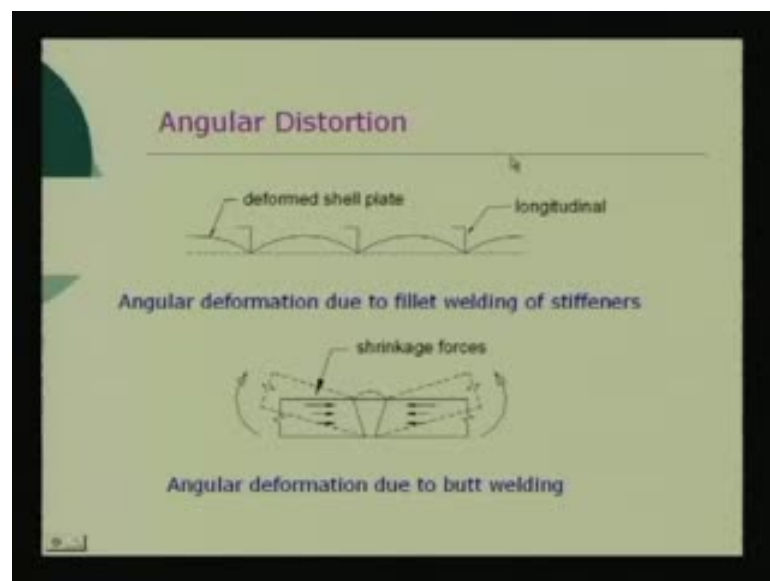 Angular Distortion
deformed shell plate
longitudinal
Angular deformation due to fillet welding of stiffeners
shrinkage forces
Angular deformation due to butt welding